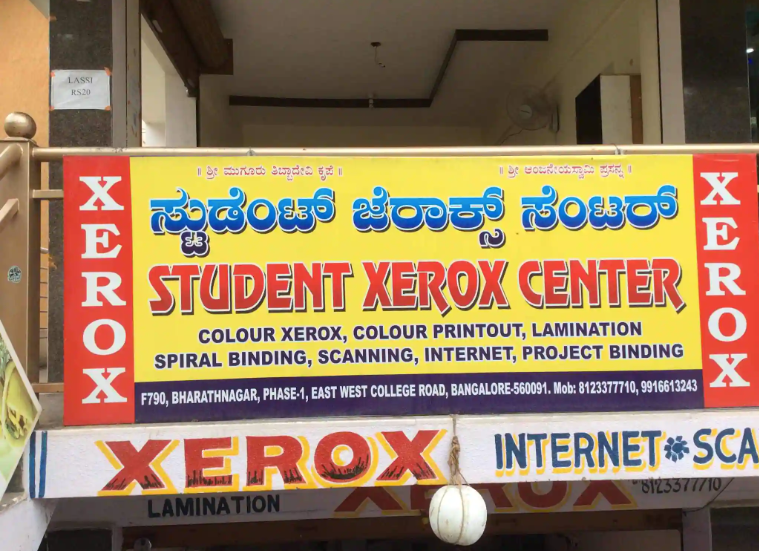 LASSI
RS20
॥ ಶ್ರೀ ಮುಗೂರು ತಿಬ್ಬಾದೇವಿ ಕೃಪೆ ॥ ॥ ಶ್ರೀ ಆಂಜನೇಯಸ್ವಾಮಿ ಪ್ರಸನ್ನ ॥
ಸ್ಟುಡೆಂಟ್ ಜೆರಾಕ್ಸ್ ಸೆಂಟರ್
XEROX
STUDENT XEROX CENTER
XEROX
COLOUR XEROX, COLOUR PRINTOUT, LAMINATION
SPIRAL BINDING, SCANNING, INTERNET, PROJECT BINDING
F790, BHARATHNAGAR, PHASE-1, EAST WEST COLLEGE ROAD, BANGALORE-560091. Mob: 8123377710, 9916613243
XEROX INTERNET SCA
LAMINATION XEROX 8123377710